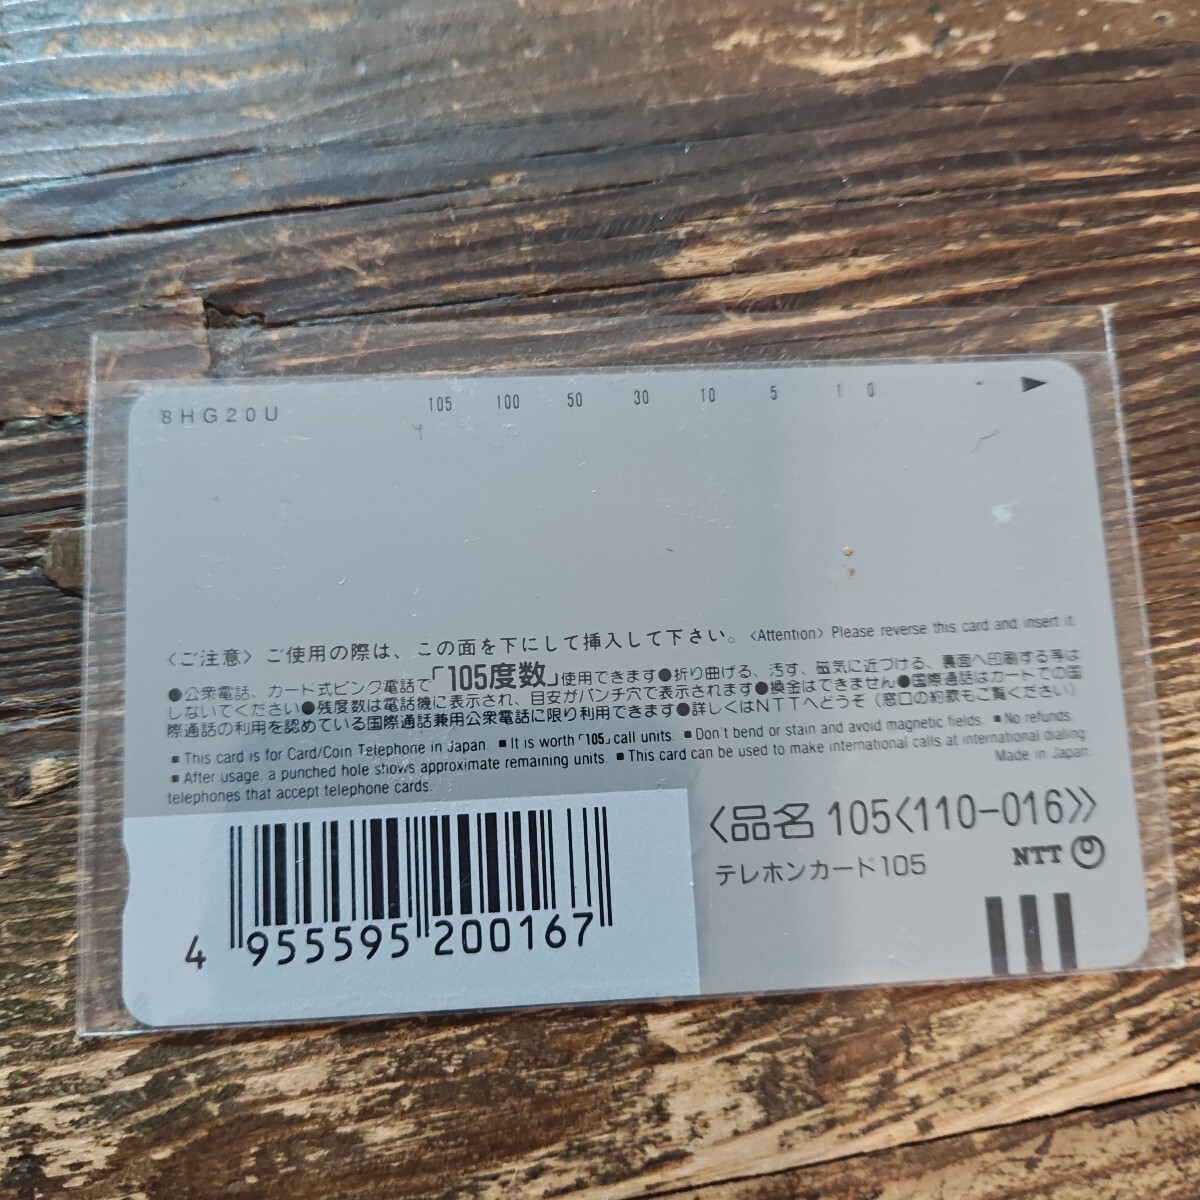 8HG20U
105 100 50 30 10 5 1 0
〈ご注意〉ご使用の際は、この面を下にして挿入して下さい。〈Attention〉Please reverse this card and insert it.
●公衆電話、カード式ピンク電話で「105度数」使用できます●折り曲げる、汚す、磁気に近づける、裏面へ印刷する等は
しないでください●残度数は電話機に表示され、目安がパンチ穴で表示されます●換金はできません●国際通話はカードでの国
際通話の利用を認めている国際通話兼用公衆電話に限り利用できます●詳しくはNTTへどうぞ（窓口の約款もご覧ください）
■ This card is for Card/Coin Telephone in Japan. ■ It is worth「105」call units. ■ Don't bend or stain and avoid magnetic fields. ■ No refunds.
■ After usage, a punched hole shows approximate remaining units. ■ This card can be used to make international calls at international dialing
telephones that accept telephone cards. Made in Japan.
〈品名 105〈110-016〉〉
テレホンカード105
NTT
4 955595 200167